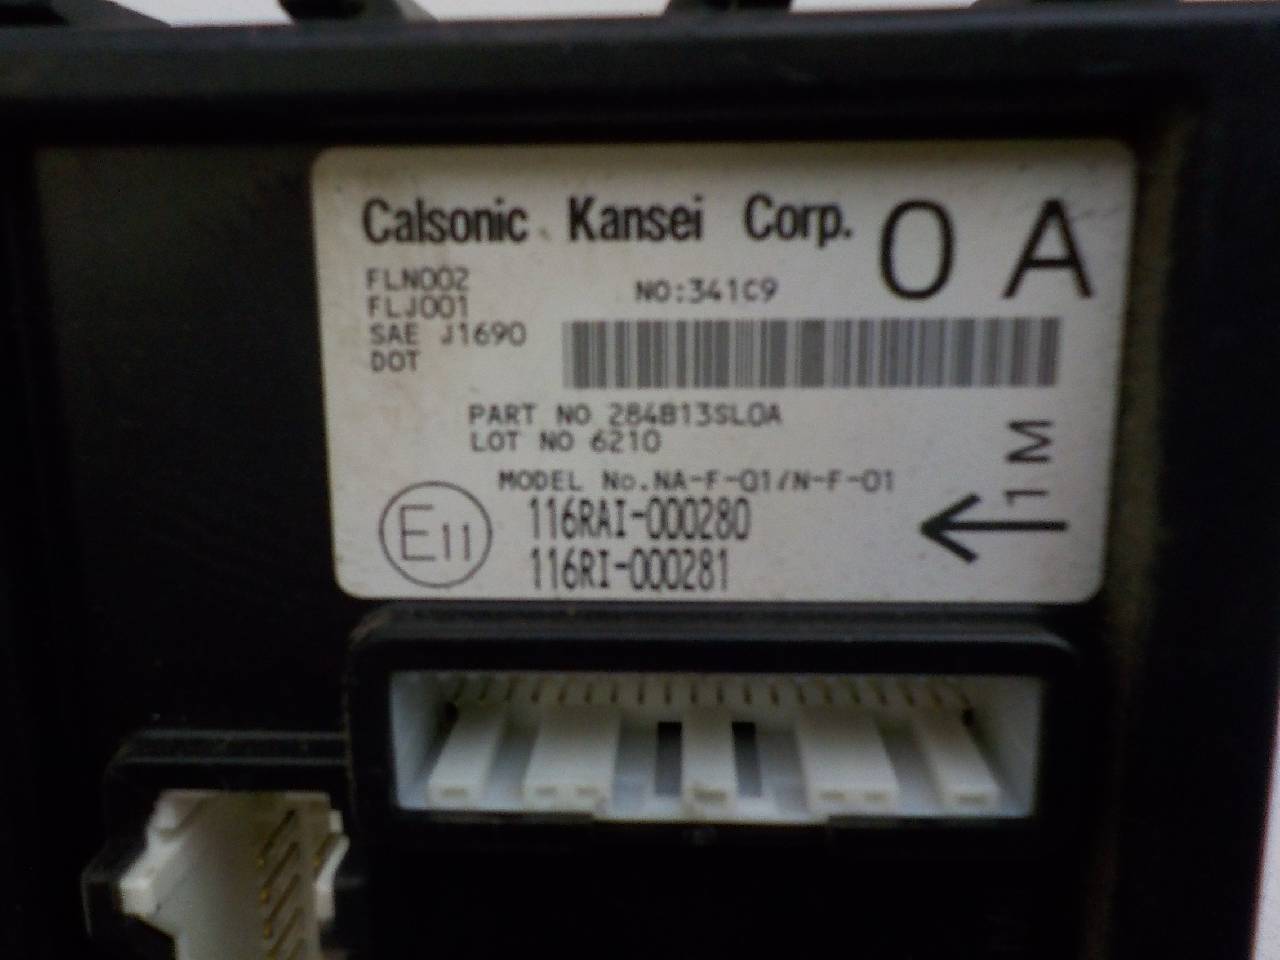 Calsonic Kansei Corp. 0 A
FLN002
FLJ001
SAE J1690
DOT
NO:341C9
PART NO 284B13SL0A
LOT NO 6210
MODEL No.NA-F-01/N-F-01
E11
116RAI-000280
116RI-000281
1M